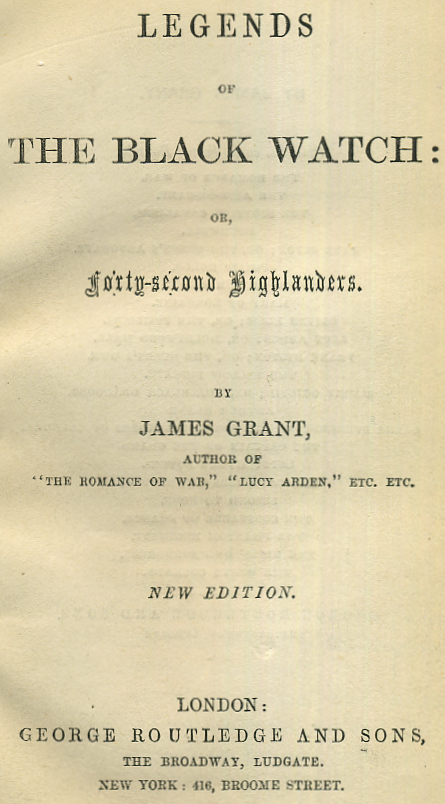 LEGENDS
OF
THE BLACK WATCH:
OR,
Forty-second Highlanders.
BY
JAMES GRANT,
AUTHOR OF
"THE ROMANCE OF WAR," "LUCY ARDEN," ETC. ETC.
NEW EDITION.
LONDON:
GEORGE ROUTLEDGE AND SONS,
THE BROADWAY, LUDGATE.
NEW YORK: 416, BROOME STREET.